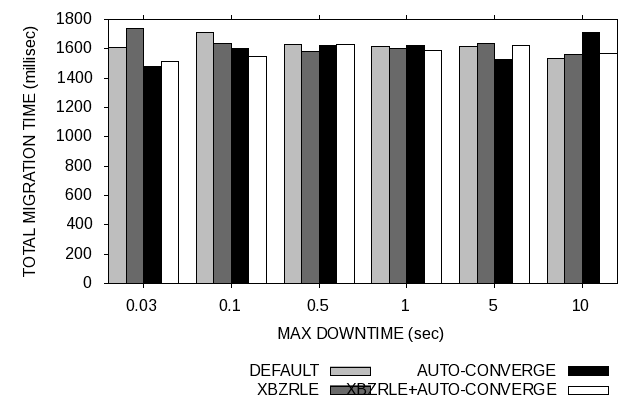 TOTAL MIGRATION TIME (millisec)
1800
1600
1400
1200
1000
800
600
400
200
0
0.03 0.1 0.5 1 5 10
MAX DOWNTIME (sec)
DEFAULT AUTO-CONVERGE
XBZRLE XBZRLE+AUTO-CONVERGE